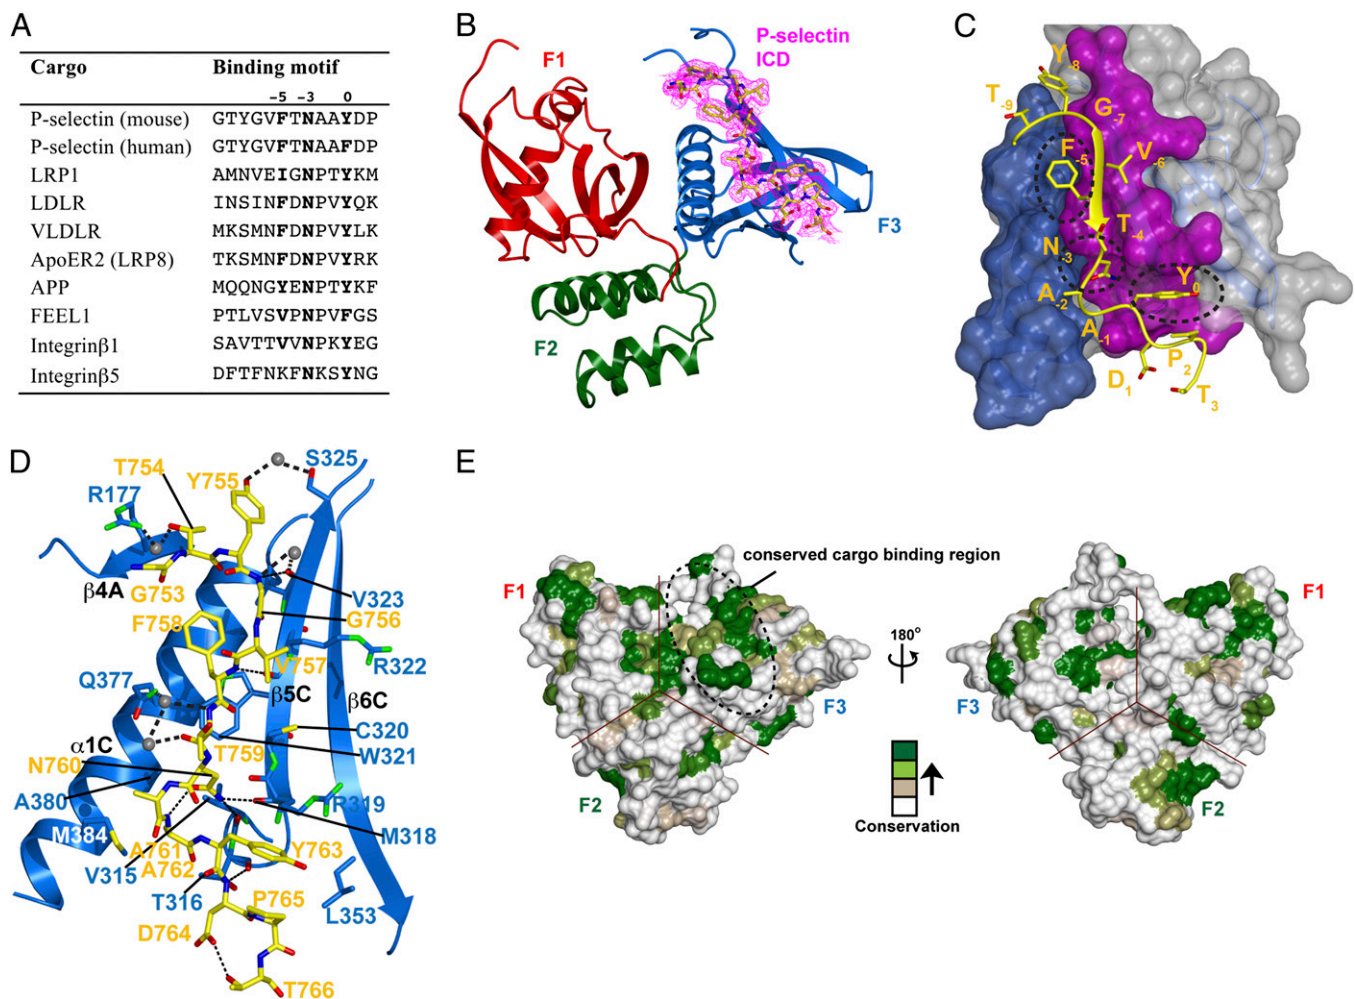 A
Cargo Binding motif
−5 −3 0
P-selectin (mouse) GTYGVFTNAAYDP
P-selectin (human) GTYGVFTNAAFDP
LRP1 AMNVEIGNPTYKM
LDLR INSINFDNPVYQK
VLDLR MKSMNFDNPVYLK
ApoER2 (LRP8) TKSMNFDNPVYRK
APP MQQNGYENPTYKF
FEEL1 PTLVSVPNPVFGS
Integrinβ1 SAVTTVVNPKYEG
Integrinβ5 DFTFNKFNKSYNG
B
F1
P-selectin
ICD
F3
F2
C
Y-8
T-9
G-7
F-5
V-6
T-4
N-3
Y0
A-2
A-1
P2
D1
T3
D
T754
Y755
S325
R177
β4A
G753
V323
F758
G756
V757
R322
Q377
β5C
β6C
α1C
C320
T759
W321
N760
A380
R319
M384
M318
A761
Y763
V315
A762
T316
P765
L353
D764
T766
E
conserved cargo binding region
F1
F1
180°
F3
F3
F2
F2
Conservation